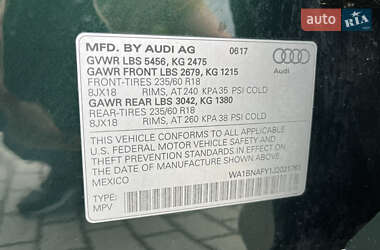 auto.ria.com
MFD. BY AUDI AG 0617
GVWR LBS 5456, KG 2475
GAWR FRONT LBS 2679, KG 1215
FRONT-TIRES 235/60 R18
8JX18 RIMS, AT 240 KPA 35 PSI COLD
GAWR REAR LBS 3042, KG 1380
REAR-TIRES 235/60 R18
8JX18 RIMS, AT 260 KPA 38 PSI COLD
Audi
THIS VEHICLE CONFORMS TO ALL APPLICABLE
U.S. FEDERAL MOTOR VEHICLE SAFETY AND
THEFT PREVENTION STANDARDS IN EFFECT ON
THE DATE OF MANUFACTURE SHOWN ABOVE.
MADE IN
MEXICO
TYPE:
MPV